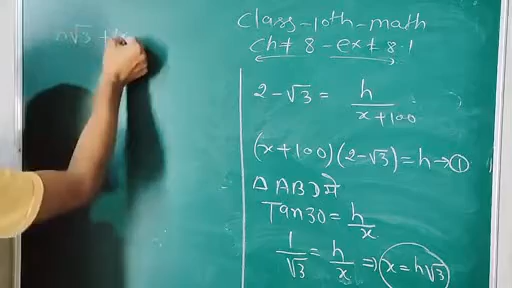 h√3 +
Class-10th-math
ch# 8 - ex# 8.1
2-√3 = h/(x+100)
(x+100)(2-√3)=h→①
△ABD में
Tan30 = h/x
1/√3 = h/x ⇒ x=h√3